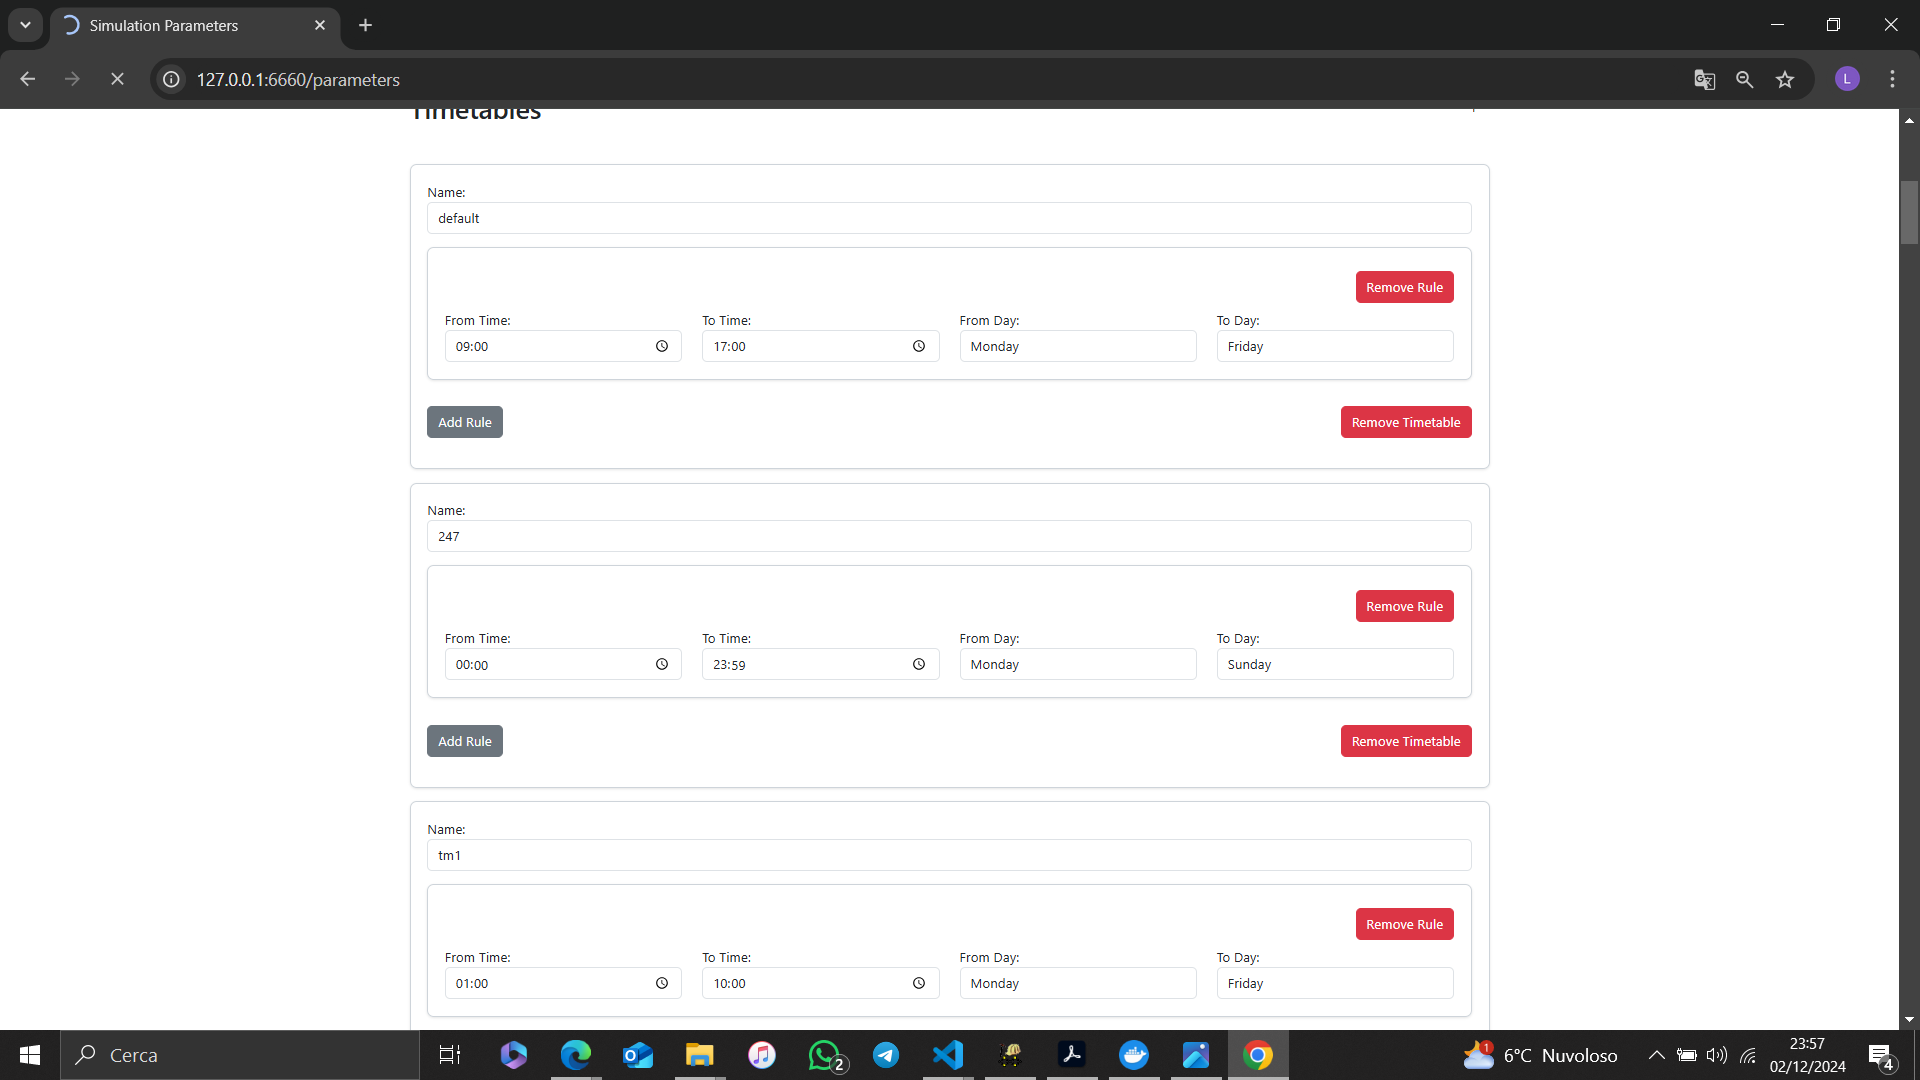 Simulation Parameters
127.0.0.1:6660/parameters
L
Timetables
Name:
default
Remove Rule
From Time: To Time: From Day: To Day:
09:00 17:00 Monday Friday
Add Rule Remove Timetable
Name:
247
Remove Rule
From Time: To Time: From Day: To Day:
00:00 23:59 Monday Sunday
Add Rule Remove Timetable
Name:
tm1
Remove Rule
From Time: To Time: From Day: To Day:
01:00 10:00 Monday Friday
Cerca
2
1
6°C Nuvoloso
23:57
02/12/2024
4